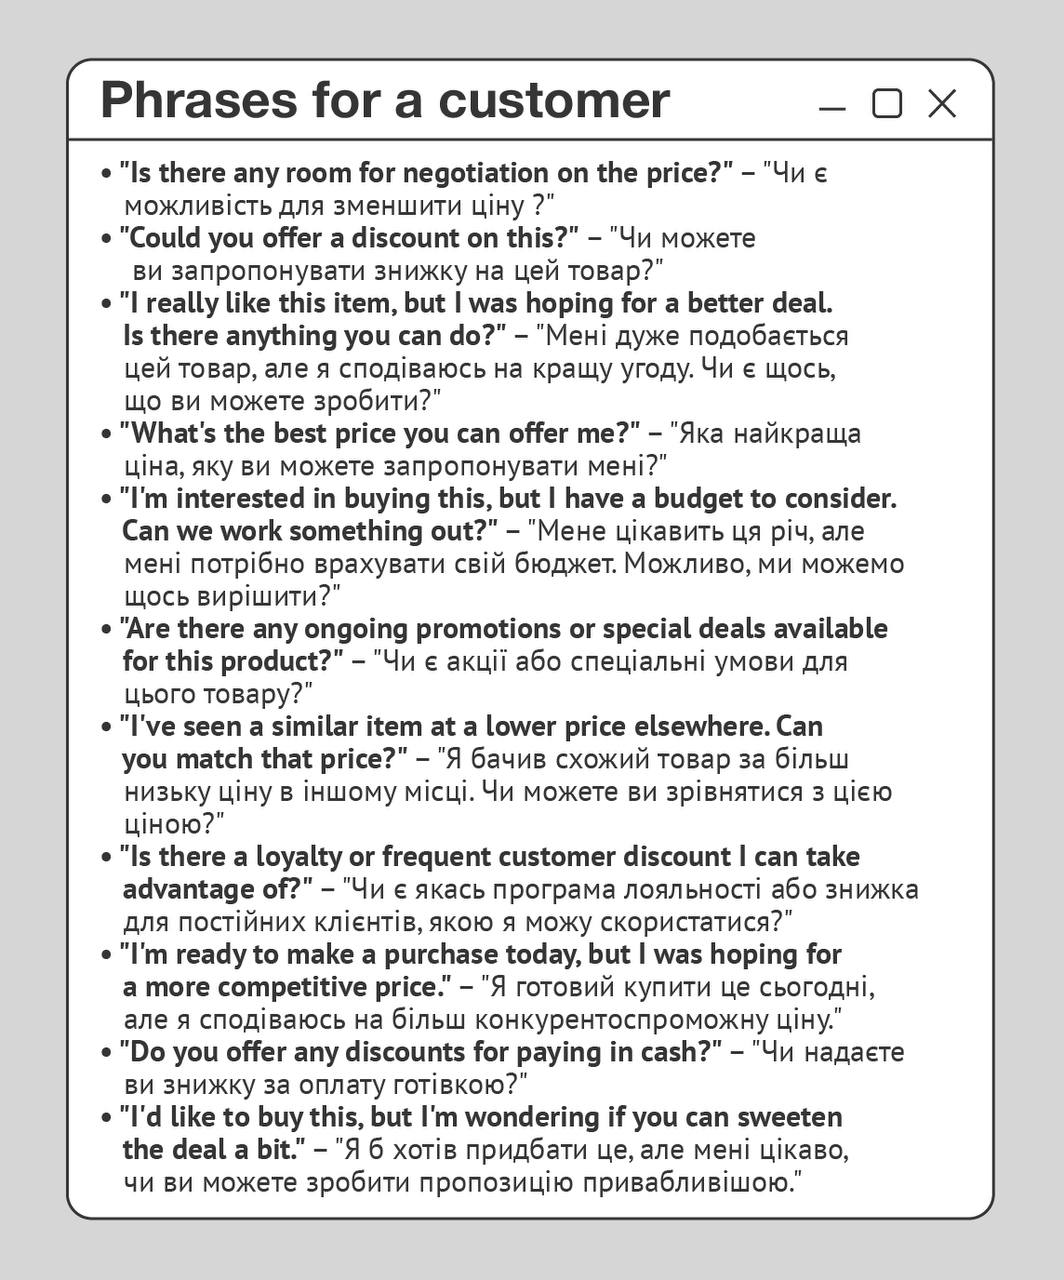 Phrases for a customer
• "Is there any room for negotiation on the price?" – "Чи є
можливість для зменшити ціну ?"
• "Could you offer a discount on this?" – "Чи можете
ви запропонувати знижку на цей товар?"
• "I really like this item, but I was hoping for a better deal.
Is there anything you can do?" – "Мені дуже подобається
цей товар, але я сподіваюсь на кращу угоду. Чи є щось,
що ви можете зробити?"
• "What's the best price you can offer me?" – "Яка найкраща
ціна, яку ви можете запропонувати мені?"
• "I'm interested in buying this, but I have a budget to consider.
Can we work something out?" – "Мене цікавить ця річ, але
мені потрібно врахувати свій бюджет. Можливо, ми можемо
щось вирішити?"
• "Are there any ongoing promotions or special deals available
for this product?" – "Чи є акції або спеціальні умови для
цього товару?"
• "I've seen a similar item at a lower price elsewhere. Can
you match that price?" – "Я бачив схожий товар за більш
низьку ціну в іншому місці. Чи можете ви зрівнятися з цією
ціною?"
• "Is there a loyalty or frequent customer discount I can take
advantage of?" – "Чи є якась програма лояльності або знижка
для постійних клієнтів, якою я можу скористатися?"
• "I'm ready to make a purchase today, but I was hoping for
a more competitive price." – "Я готовий купити це сьогодні,
але я сподіваюсь на більш конкурентоспроможну ціну."
• "Do you offer any discounts for paying in cash?" – "Чи надаєте
ви знижку за оплату готівкою?"
• "I'd like to buy this, but I'm wondering if you can sweeten
the deal a bit." – "Я б хотів придбати це, але мені цікаво,
чи ви можете зробити пропозицію привабливішою."